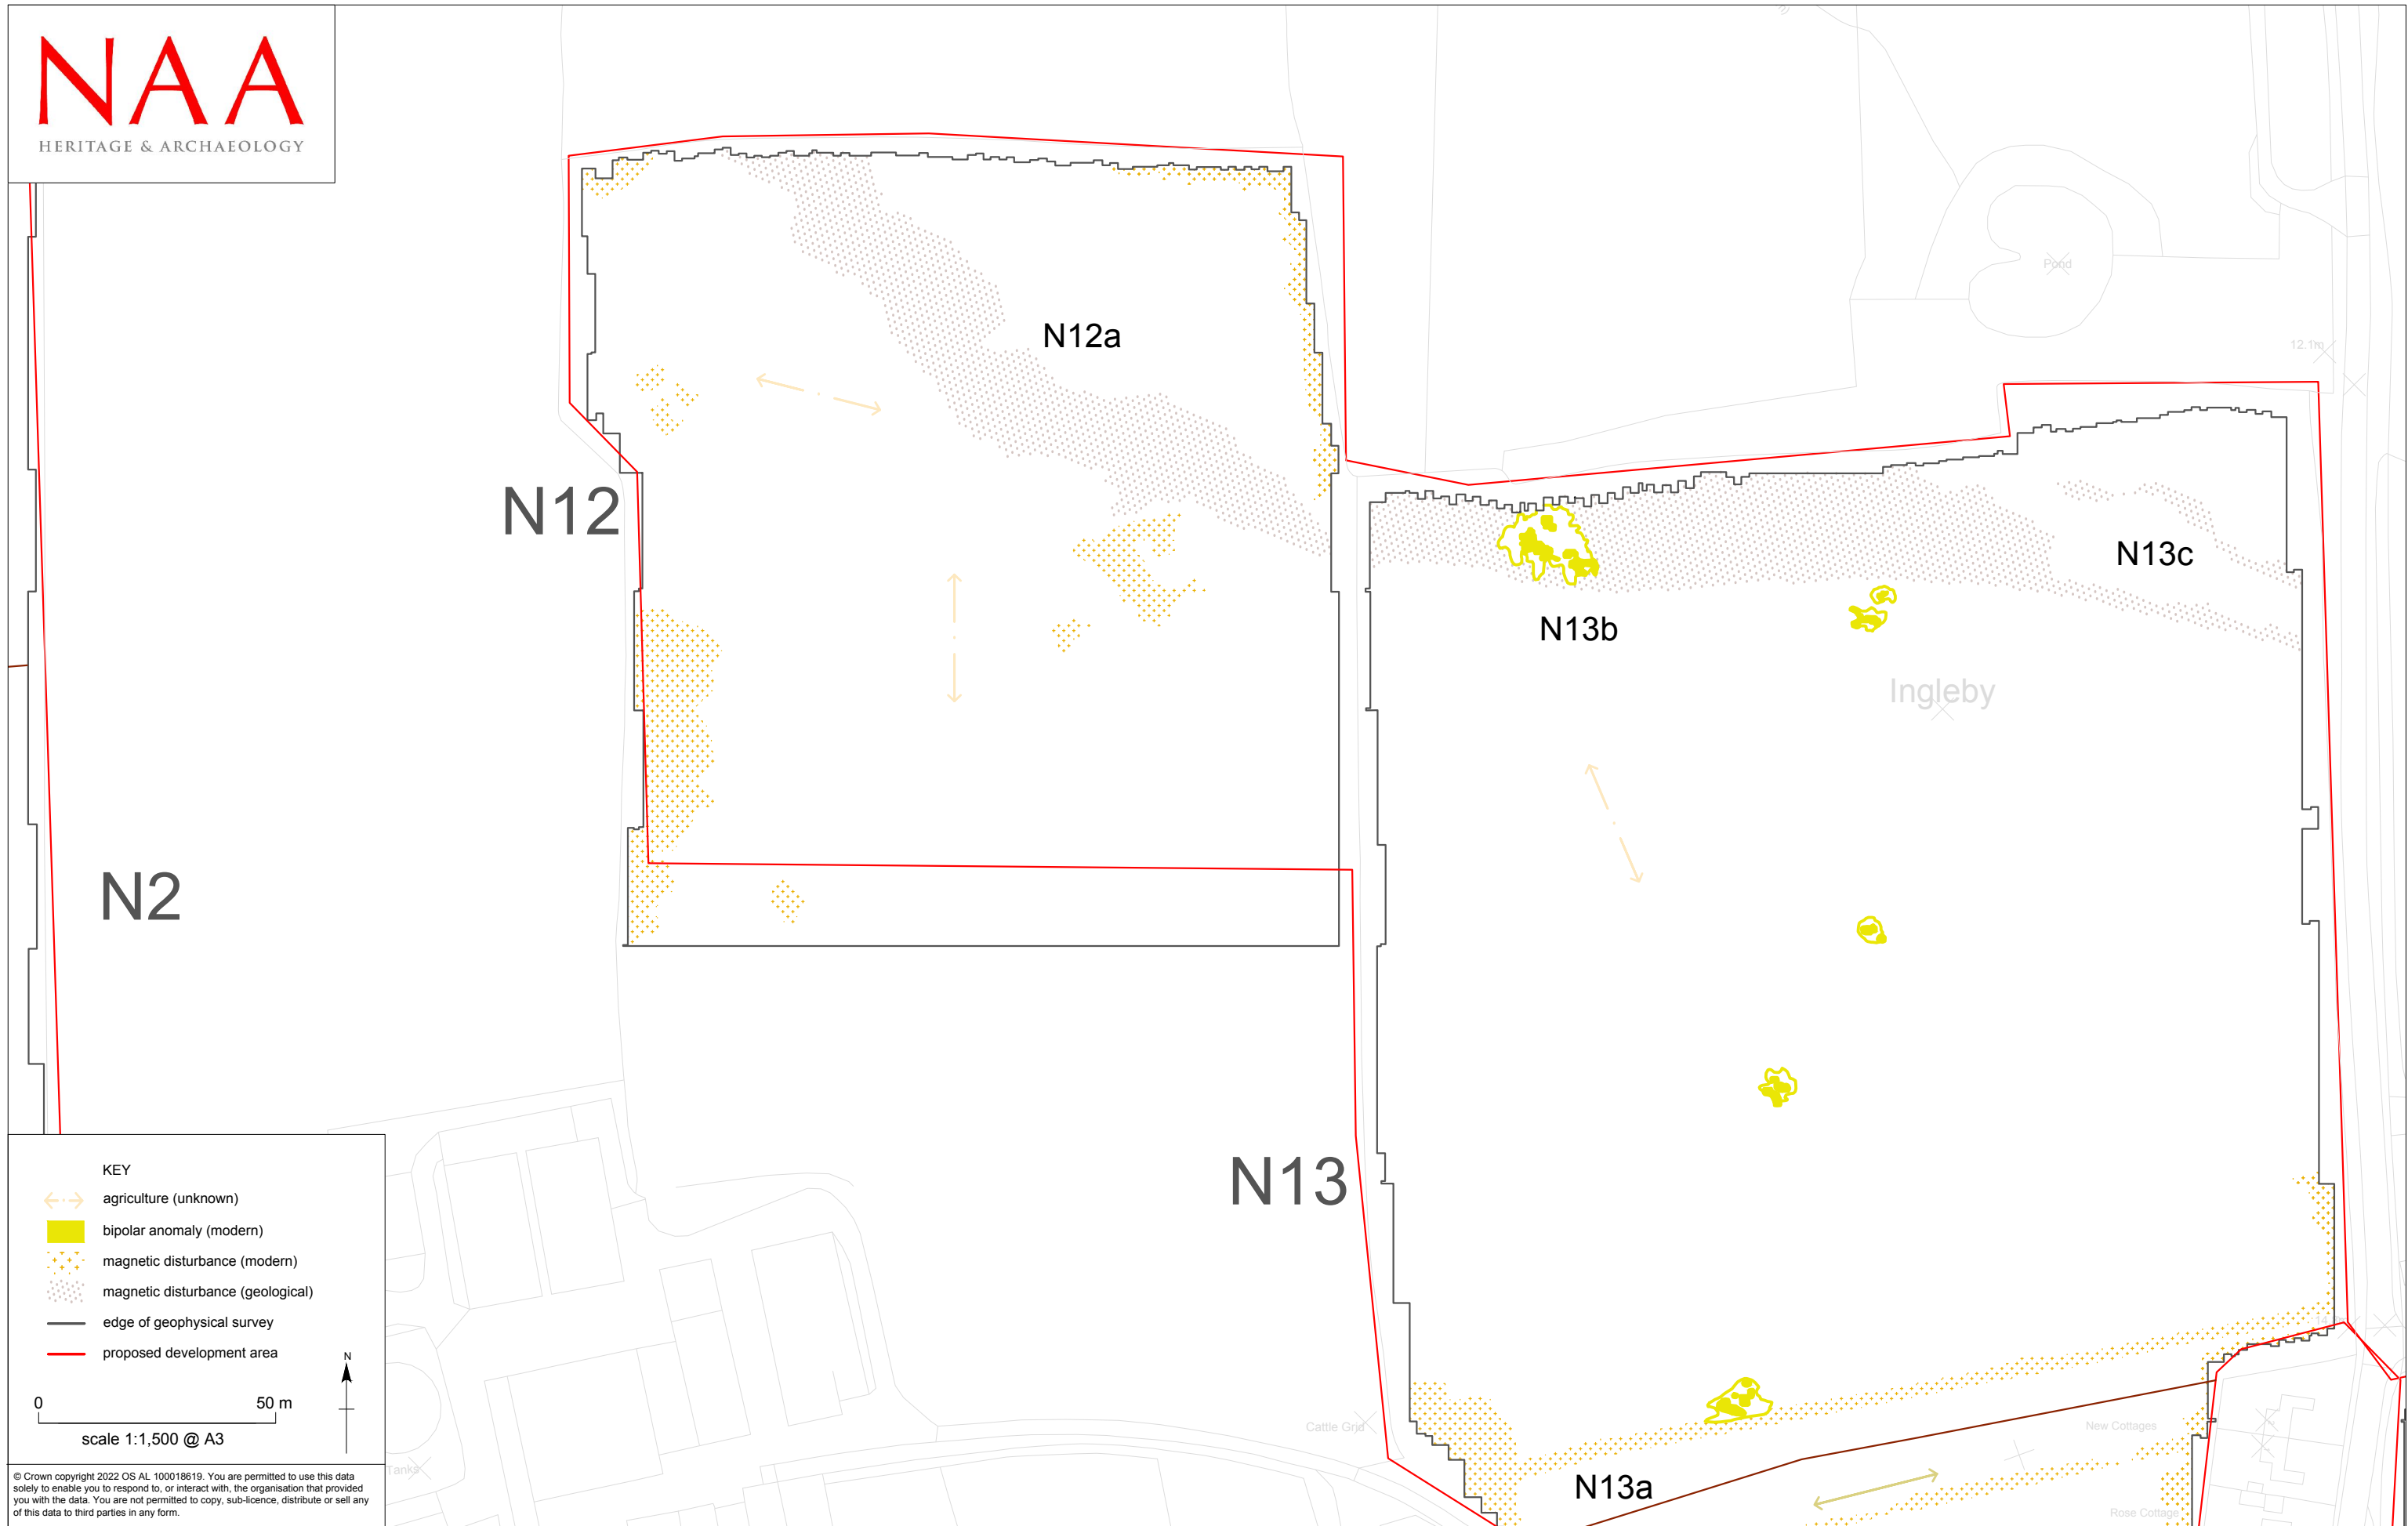 NAA
HERITAGE & ARCHAEOLOGY
Pond
12.1m
N12a
N12
N13c
N13b
Ingleby
N2
N13
KEY
agriculture (unknown)
bipolar anomaly (modern)
magnetic disturbance (modern)
magnetic disturbance (geological)
edge of geophysical survey
proposed development area
N
0 50 m
scale 1:1,500 @ A3
Cattle Grid
New Cottages
Tanks
N13a
Rose Cottage
© Crown copyright 2022 OS AL 100018619. You are permitted to use this data
solely to enable you to respond to, or interact with, the organisation that provided
you with the data. You are not permitted to copy, sub-licence, distribute or sell any
of this data to third parties in any form.